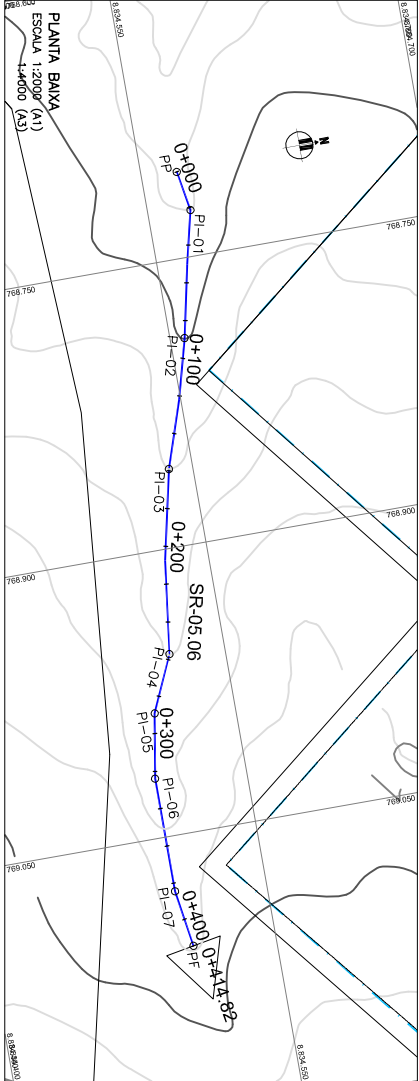 PLANTA BAIXA
ESCALA 1:2000 (A1)
1:4000 (A3)
8.834.550
768.750
N
0+000
PP
PI-01
768.750
0+100
PI-02
PI-03
768.900
0+200
768.900
SR-05.06
PI-04
0+300
PI-05
PI-06
769.050
769.050
0+400
PI-07
PF
0+414.82
8.834.550